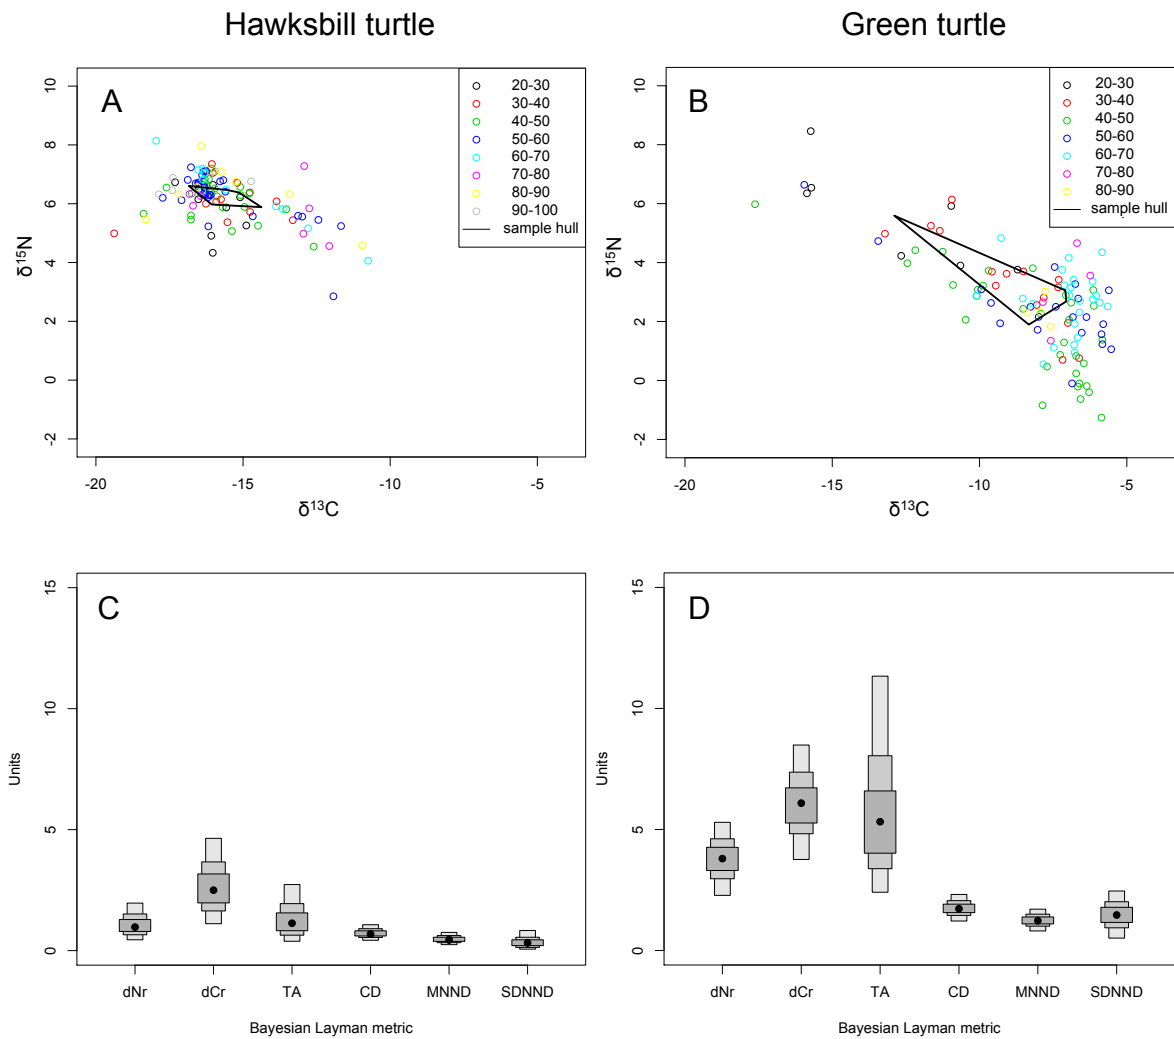 Hawksbill turtle
Green turtle
A
20-30
30-40
40-50
50-60
60-70
70-80
80-90
90-100
sample hull
10
8
6
4
2
0
-2
δ15N
-20
-15
-10
-5
δ13C
B
20-30
30-40
40-50
50-60
60-70
70-80
80-90
sample hull
10
8
6
4
2
0
-2
δ15N
-20
-15
-10
-5
δ13C
C
15
10
5
0
Units
dNr
dCr
TA
CD
MNND
SDNND
Bayesian Layman metric
D
15
10
5
0
Units
dNr
dCr
TA
CD
MNND
SDNND
Bayesian Layman metric